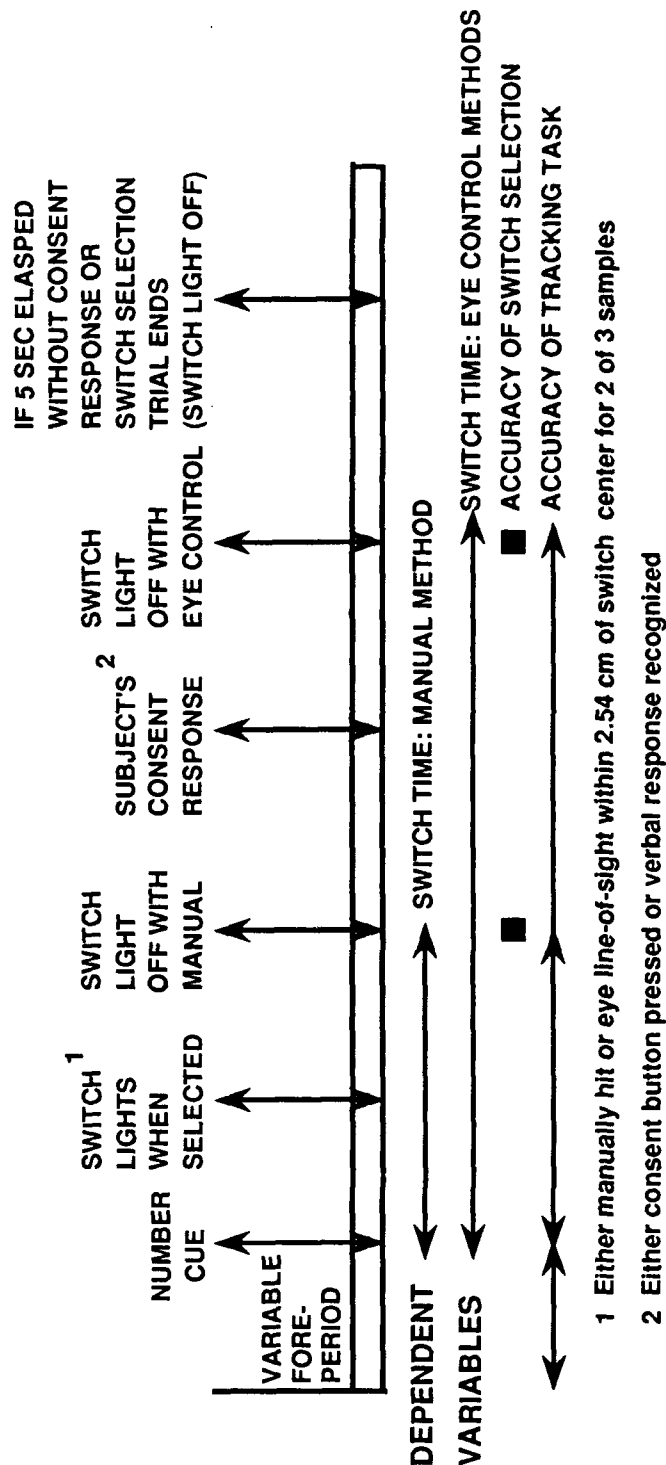 VARIABLE
FORE-
PERIOD
NUMBER
CUE
SWITCH 1
LIGHTS
WHEN
SELECTED
SWITCH
LIGHT
OFF WITH
MANUAL
SUBJECT'S 2
CONSENT
RESPONSE
SWITCH
LIGHT
OFF WITH
EYE CONTROL
IF 5 SEC ELASPED
WITHOUT CONSENT
RESPONSE OR
SWITCH SELECTION
TRIAL ENDS
(SWITCH LIGHT OFF)
DEPENDENT
VARIABLES
SWITCH TIME: MANUAL METHOD
SWITCH TIME: EYE CONTROL METHODS
ACCURACY OF SWITCH SELECTION
ACCURACY OF TRACKING TASK
1 Either manually hit or eye line-of-sight within 2.54 cm of switch center for 2 of 3 samples
2 Either consent button pressed or verbal response recognized